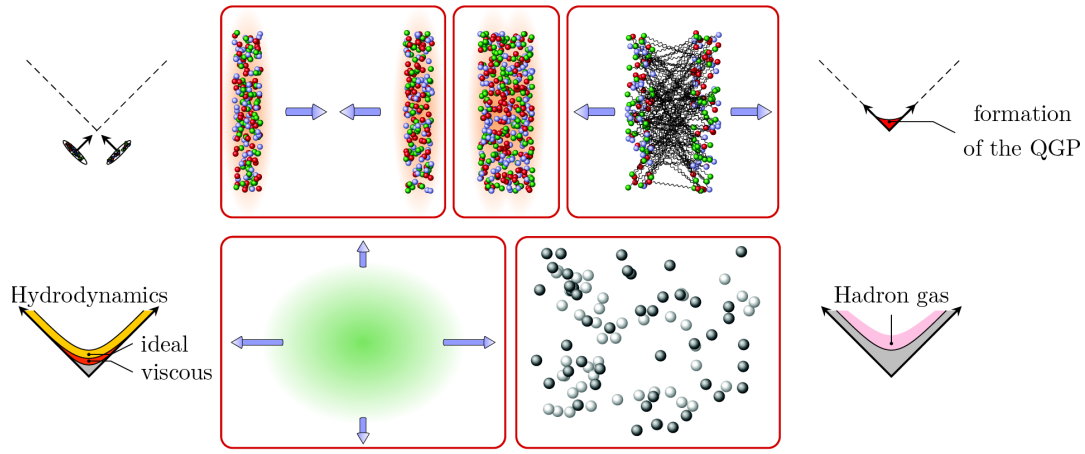 formation
of the QGP
Hydrodynamics
ideal
viscous
Hadron gas